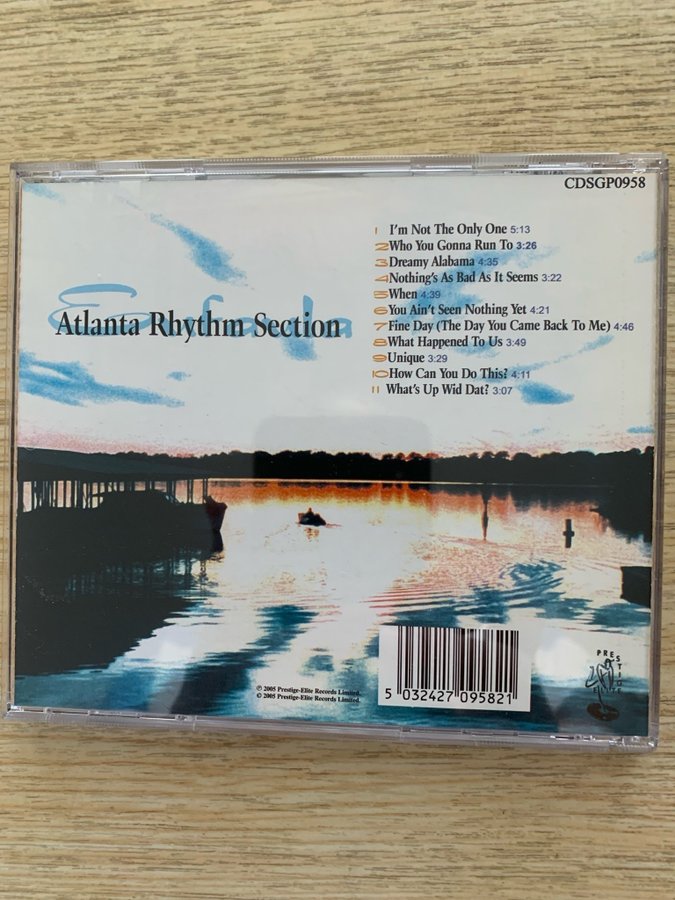 CDSGP0958
Eufaula
Atlanta Rhythm Section
1 I'm Not The Only One 5:13
2 Who You Gonna Run To 3:26
3 Dreamy Alabama 4:35
4 Nothing's As Bad As It Seems 3:22
5 When 4:39
6 You Ain't Seen Nothing Yet 4:21
7 Fine Day (The Day You Came Back To Me) 4:46
8 What Happened To Us 3:49
9 Unique 3:29
10 How Can You Do This? 4:11
11 What's Up Wid Dat? 3:07
℗ 2005 Prestige-Elite Records Limited.
© 2005 Prestige-Elite Records Limited.
5 032427 095821
PRESTIGE
ELITE